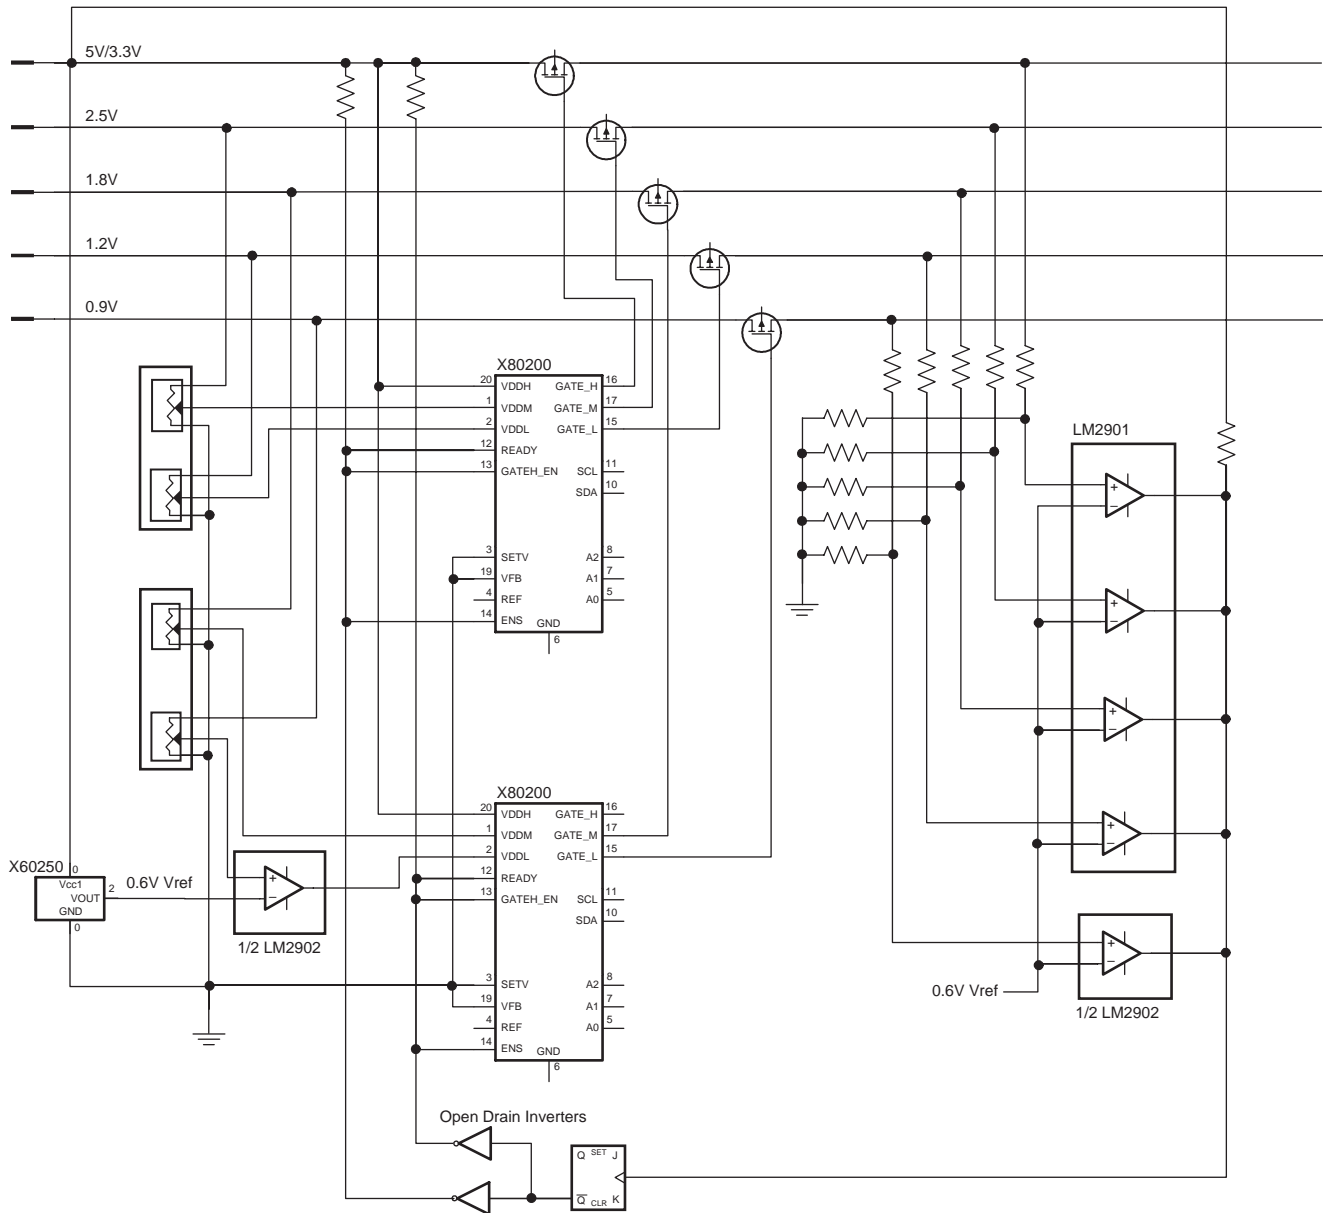 5V/3.3V
2.5V
1.8V
1.2V
0.9V
X80200
20 VDDH GATE_H 16
1 VDDM GATE_M 17
2 VDDL GATE_L 15
12 READY
13 GATEH_EN SCL 11
SDA 10
3 SETV A2 8
19 VFB A1 7
4 REF A0 5
14 ENS GND
6
LM2901
+
−
+
−
+
−
+
−
X80200
20 VDDH GATE_H 16
1 VDDM GATE_M 17
2 VDDL GATE_L 15
12 READY
13 GATEH_EN SCL 11
SDA 10
3 SETV A2 8
19 VFB A1 7
4 REF A0 5
14 ENS GND
6
X60250
0
Vcc1
VOUT 2
GND
0
0.6V Vref
+
−
1/2 LM2902
+
−
0.6V Vref
1/2 LM2902
Open Drain Inverters
Q SET J
Q CLR K